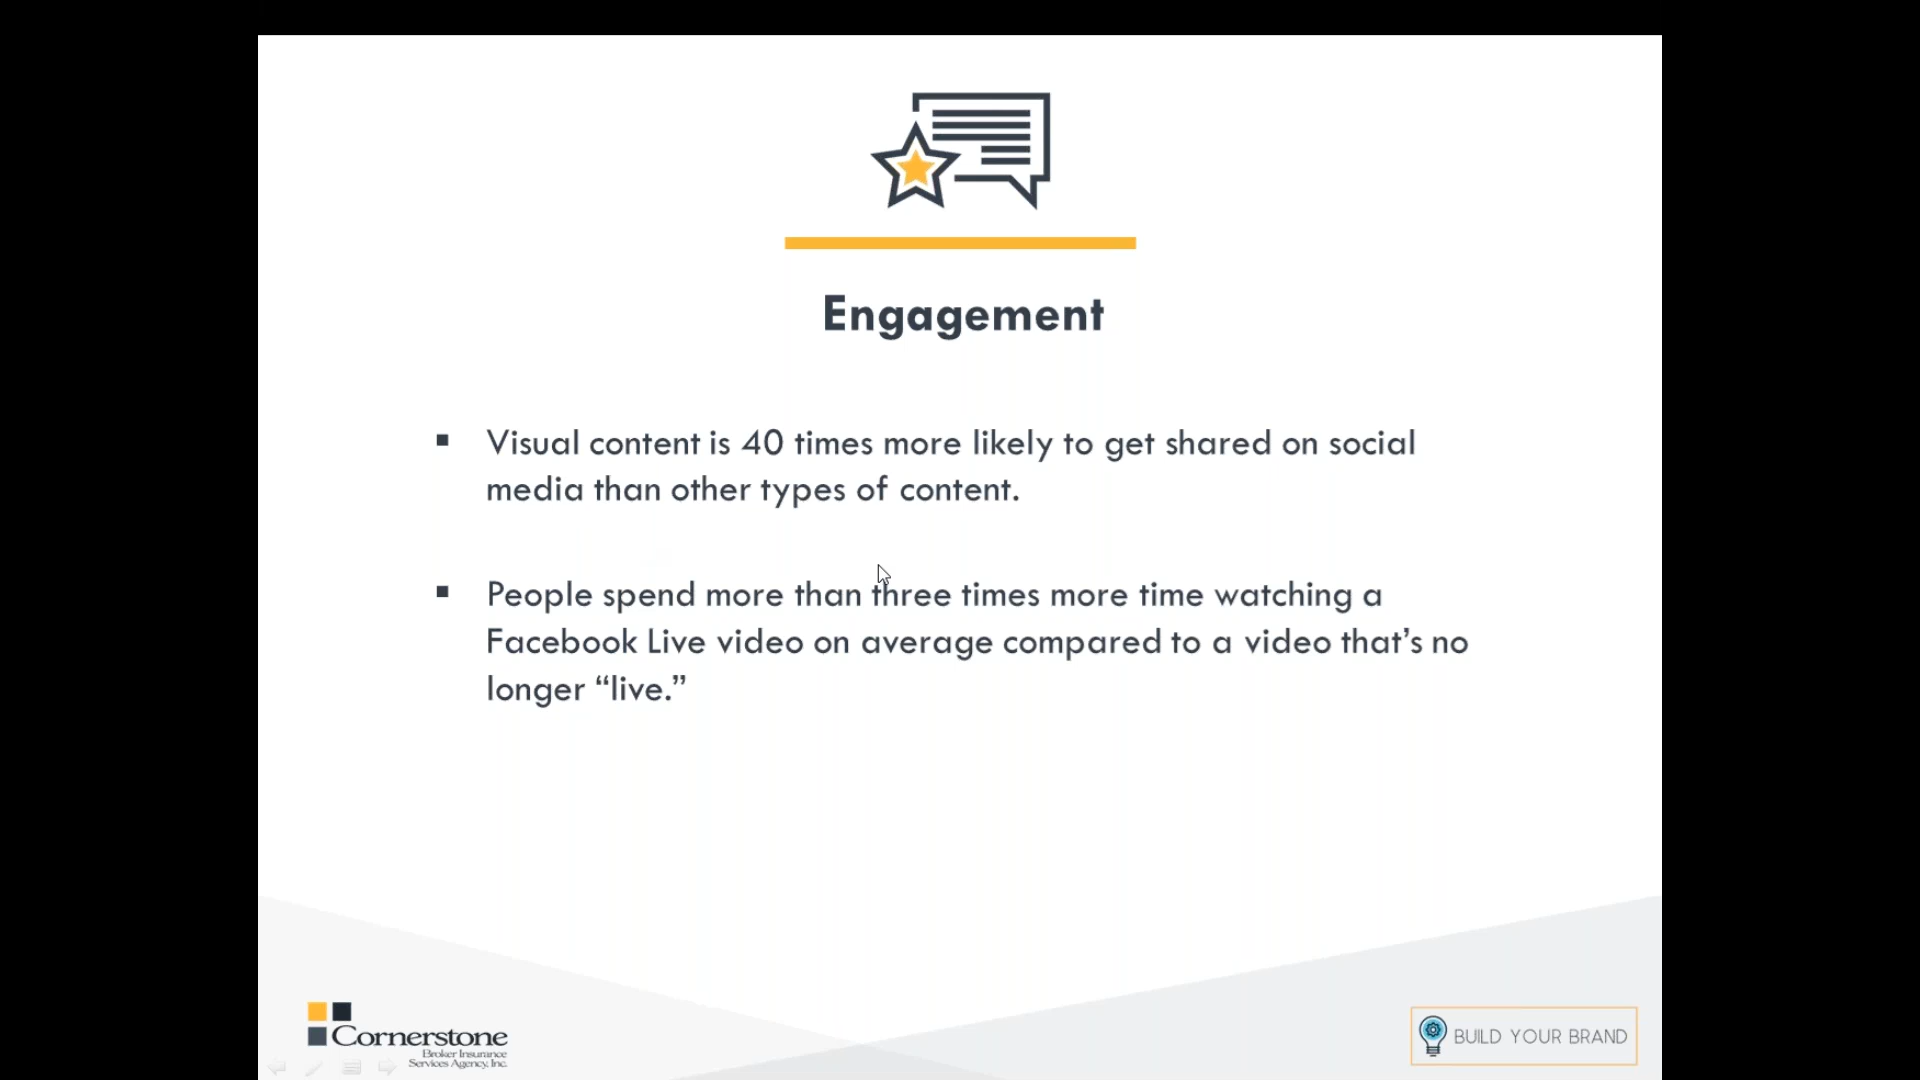 Engagement
▪ Visual content is 40 times more likely to get shared on social
media than other types of content.
▪ People spend more than three times more time watching a
Facebook Live video on average compared to a video that’s no
longer “live.”
Cornerstone
Broker Insurance
Services Agency, Inc.
BUILD YOUR BRAND